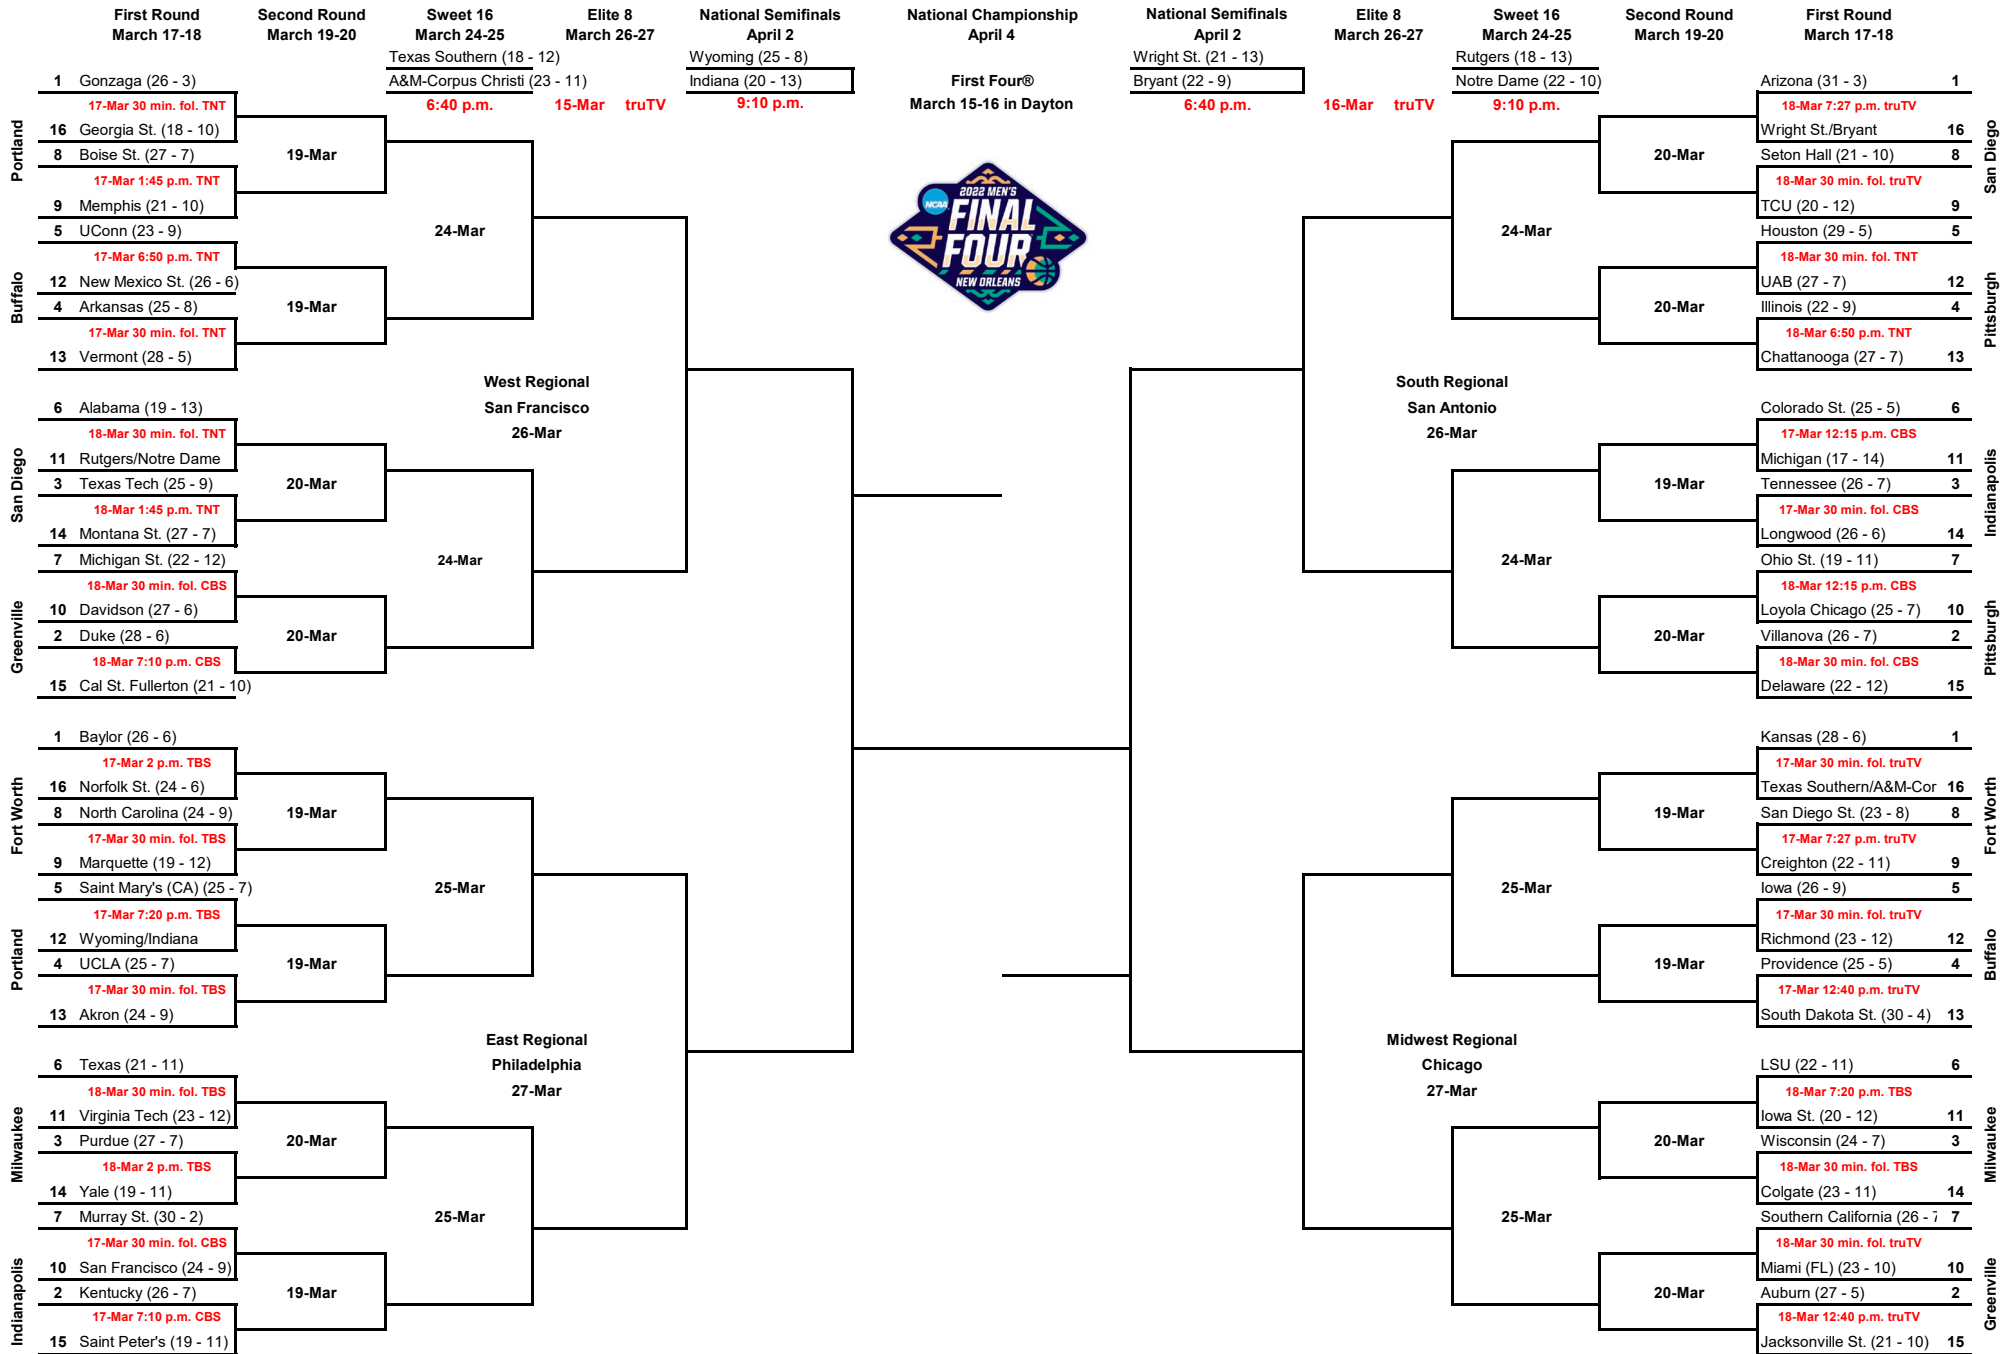 First Round
March 17-18
Second Round
March 19-20
Sweet 16
March 24-25
Elite 8
March 26-27
National Semifinals
April 2
National Championship
April 4
National Semifinals
April 2
Elite 8
March 26-27
Sweet 16
March 24-25
Second Round
March 19-20
First Round
March 17-18
Texas Southern (18 - 12)
A&M-Corpus Christi (23 - 11)
6:40 p.m.
15-Mar truTV
Wyoming (25 - 8)
Indiana (20 - 13)
9:10 p.m.
First Four®
March 15-16 in Dayton
Wright St. (21 - 13)
Bryant (22 - 9)
6:40 p.m.
16-Mar truTV
Rutgers (18 - 13)
Notre Dame (22 - 10)
9:10 p.m.
Portland
1 Gonzaga (26 - 3)
17-Mar 30 min. fol. TNT
16 Georgia St. (18 - 10)
8 Boise St. (27 - 7)
17-Mar 1:45 p.m. TNT
9 Memphis (21 - 10)
19-Mar
Buffalo
5 UConn (23 - 9)
17-Mar 6:50 p.m. TNT
12 New Mexico St. (26 - 6)
4 Arkansas (25 - 8)
17-Mar 30 min. fol. TNT
13 Vermont (28 - 5)
19-Mar
24-Mar
West Regional
San Francisco
26-Mar
San Diego
6 Alabama (19 - 13)
18-Mar 30 min. fol. TNT
11 Rutgers/Notre Dame
3 Texas Tech (25 - 9)
18-Mar 1:45 p.m. TNT
14 Montana St. (27 - 7)
20-Mar
Greenville
7 Michigan St. (22 - 12)
18-Mar 30 min. fol. CBS
10 Davidson (27 - 6)
2 Duke (28 - 6)
18-Mar 7:10 p.m. CBS
15 Cal St. Fullerton (21 - 10)
20-Mar
24-Mar
Fort Worth
1 Baylor (26 - 6)
17-Mar 2 p.m. TBS
16 Norfolk St. (24 - 6)
8 North Carolina (24 - 9)
17-Mar 30 min. fol. TBS
9 Marquette (19 - 12)
19-Mar
Portland
5 Saint Mary's (CA) (25 - 7)
17-Mar 7:20 p.m. TBS
12 Wyoming/Indiana
4 UCLA (25 - 7)
17-Mar 30 min. fol. TBS
13 Akron (24 - 9)
19-Mar
25-Mar
East Regional
Philadelphia
27-Mar
Milwaukee
6 Texas (21 - 11)
18-Mar 30 min. fol. TBS
11 Virginia Tech (23 - 12)
3 Purdue (27 - 7)
18-Mar 2 p.m. TBS
14 Yale (19 - 11)
20-Mar
Indianapolis
7 Murray St. (30 - 2)
17-Mar 30 min. fol. CBS
10 San Francisco (24 - 9)
2 Kentucky (26 - 7)
17-Mar 7:10 p.m. CBS
15 Saint Peter's (19 - 11)
19-Mar
25-Mar
2022 MEN'S
NCAA
FINAL
FOUR
NEW ORLEANS
Arizona (31 - 3) 1
18-Mar 7:27 p.m. truTV
Wright St./Bryant 16
Seton Hall (21 - 10) 8
18-Mar 30 min. fol. truTV
TCU (20 - 12) 9
San Diego
20-Mar
Houston (29 - 5) 5
18-Mar 30 min. fol. TNT
UAB (27 - 7) 12
Illinois (22 - 9) 4
18-Mar 6:50 p.m. TNT
Chattanooga (27 - 7) 13
Pittsburgh
20-Mar
24-Mar
South Regional
San Antonio
26-Mar
Colorado St. (25 - 5) 6
17-Mar 12:15 p.m. CBS
Michigan (17 - 14) 11
Tennessee (26 - 7) 3
17-Mar 30 min. fol. CBS
Longwood (26 - 6) 14
Indianapolis
19-Mar
Ohio St. (19 - 11) 7
18-Mar 12:15 p.m. CBS
Loyola Chicago (25 - 7) 10
Villanova (26 - 7) 2
18-Mar 30 min. fol. CBS
Delaware (22 - 12) 15
Pittsburgh
20-Mar
24-Mar
Kansas (28 - 6) 1
17-Mar 30 min. fol. truTV
Texas Southern/A&M-Cor 16
San Diego St. (23 - 8) 8
17-Mar 7:27 p.m. truTV
Creighton (22 - 11) 9
Fort Worth
19-Mar
Iowa (26 - 9) 5
17-Mar 30 min. fol. truTV
Richmond (23 - 12) 12
Providence (25 - 5) 4
17-Mar 12:40 p.m. truTV
South Dakota St. (30 - 4) 13
Buffalo
19-Mar
25-Mar
Midwest Regional
Chicago
27-Mar
LSU (22 - 11) 6
18-Mar 7:20 p.m. TBS
Iowa St. (20 - 12) 11
Wisconsin (24 - 7) 3
18-Mar 30 min. fol. TBS
Colgate (23 - 11) 14
Milwaukee
20-Mar
Southern California (26 - 7 7
18-Mar 30 min. fol. truTV
Miami (FL) (23 - 10) 10
Auburn (27 - 5) 2
18-Mar 12:40 p.m. truTV
Jacksonville St. (21 - 10) 15
Greenville
20-Mar
25-Mar